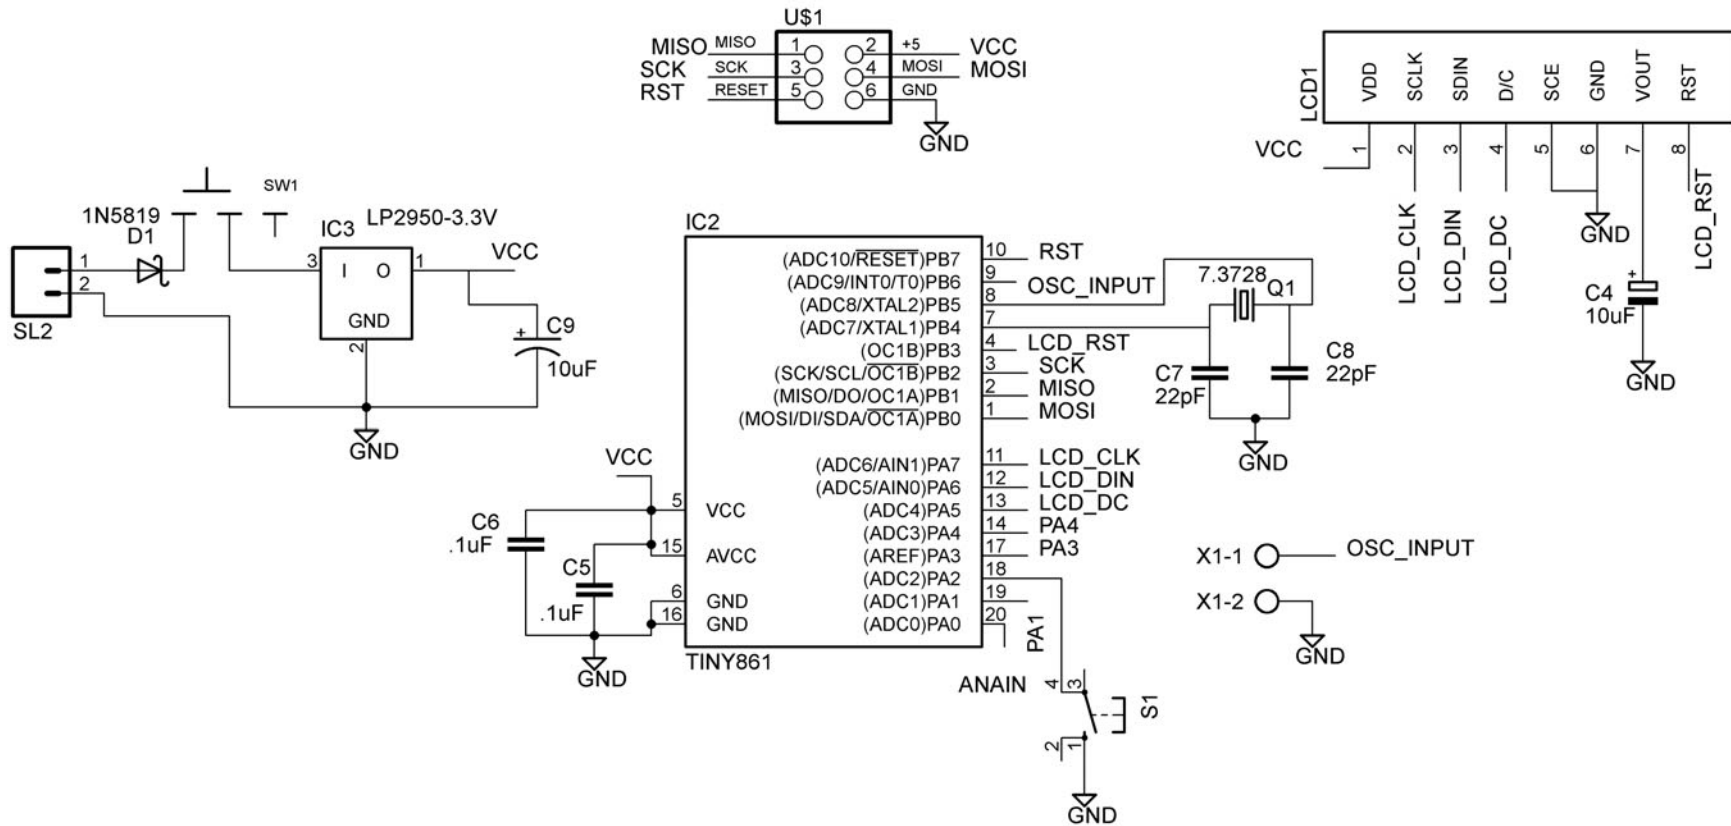 U$1
MISO MISO 1 2 +5 VCC
SCK SCK 3 4 MOSI MOSI
RST RESET 5 6 GND
GND
LCD1
VDD SCLK SDIN D/C SCE GND VOUT RST
1 2 3 4 5 6 7 8
VCC
LCD_CLK LCD_DIN LCD_DC
GND
LCD_RST
+
C4
10uF
GND
SW1
1N5819
D1
IC3 LP2950-3.3V
VCC
1
2
SL2
3 I O 1
GND
2
+ C9
10uF
GND
IC2
(ADC10/RESET)PB7 10 RST
(ADC9/INT0/T0)PB6 9 OSC_INPUT
(ADC8/XTAL2)PB5 8
(ADC7/XTAL1)PB4 7
(OC1B)PB3 4 LCD_RST
(SCK/SCL/OC1B)PB2 3 SCK
(MISO/DO/OC1A)PB1 2 MISO
(MOSI/DI/SDA/OC1A)PB0 1 MOSI
(ADC6/AIN1)PA7 11 LCD_CLK
(ADC5/AIN0)PA6 12 LCD_DIN
(ADC4)PA5 13 LCD_DC
(ADC3)PA4 14 PA4
(AREF)PA3 17 PA3
(ADC2)PA2 18
(ADC1)PA1 19
(ADC0)PA0 20
PA1
VCC
5 VCC
15 AVCC
6 GND
16 GND
C6
.1uF
C5
.1uF
GND
TINY861
7.3728
Q1
C7
22pF
C8
22pF
GND
X1-1 OSC_INPUT
X1-2
GND
ANAIN
4 3
S1
2 1
GND